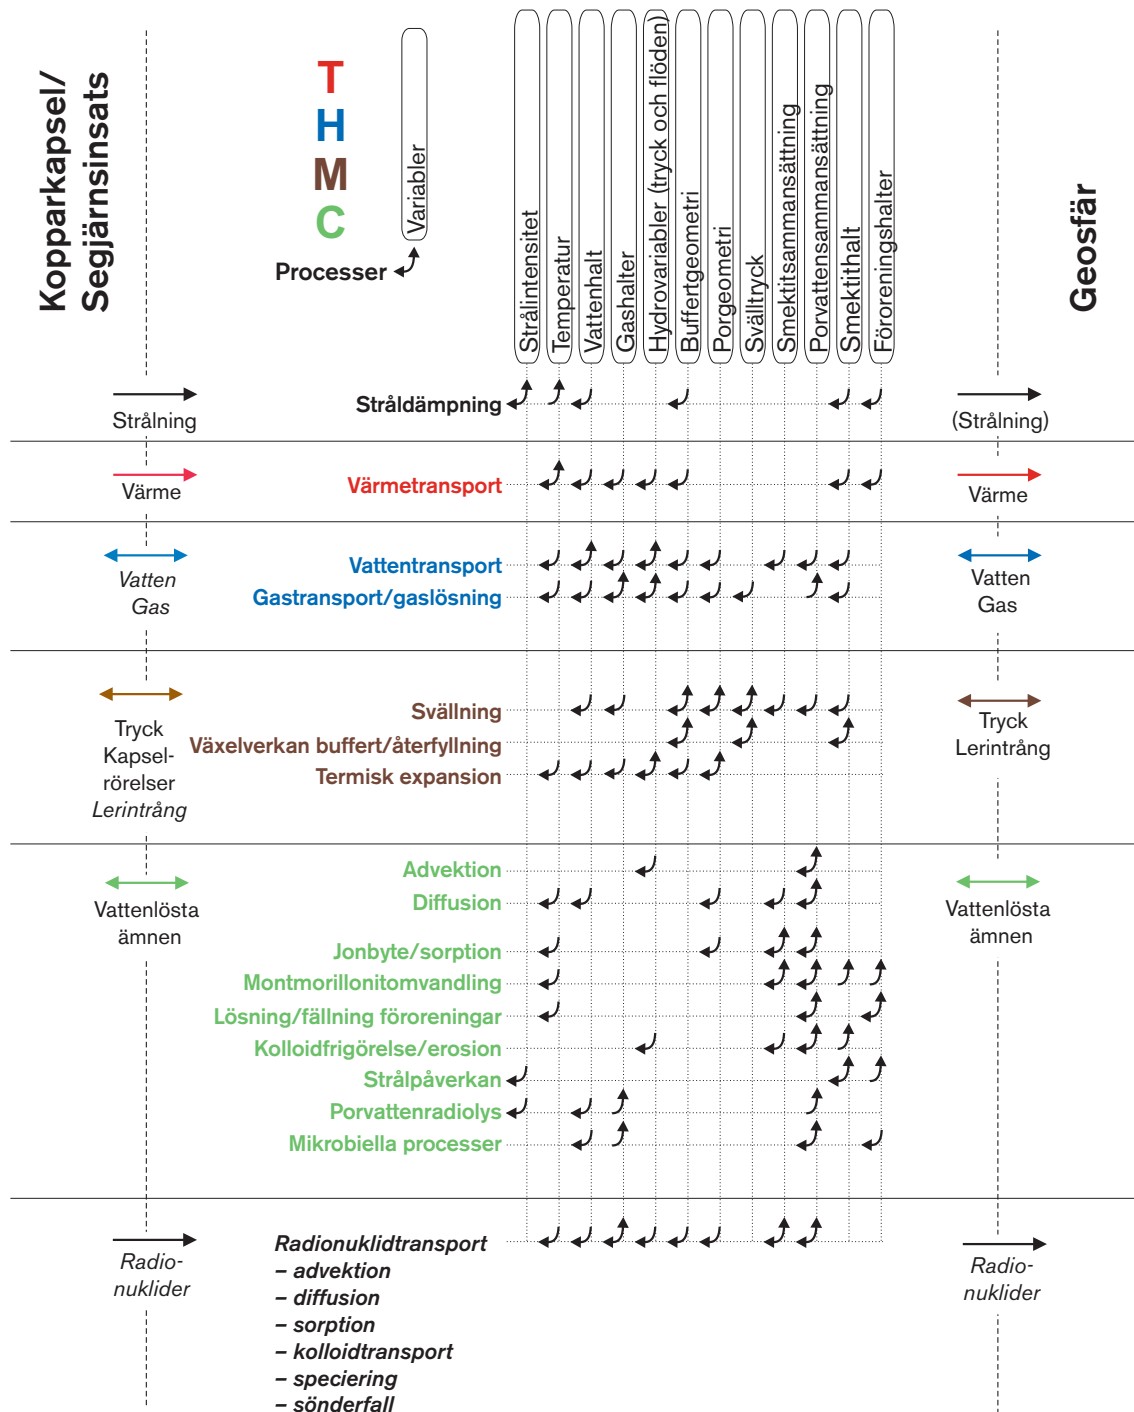 Kopparkapsel/
Segjärnsinsats
T
H
M
C
Variabler
Processer
Strålintensitet
Temperatur
Vattenhalt
Gashalter
Hydrovariabler (tryck och flöden)
Buffertgeometri
Porgeometri
Svälltryck
Smektitsammansättning
Porvattensammansättning
Smektithalt
Föroreningshalter
Geosfär
Strålning
Stråldämpning
(Strålning)
Värme
Värmetransport
Värme
Vatten
Gas
Vattentransport
Gastransport/gaslösning
Vatten
Gas
Tryck
Kapsel-
rörelser
Lerintrång
Svällning
Växelverkan buffert/återfyllning
Termisk expansion
Tryck
Lerintrång
Vattenlösta
ämnen
Advektion
Diffusion
Jonbyte/sorption
Montmorillonitomvandling
Lösning/fällning föroreningar
Kolloidfrigörelse/erosion
Strålpåverkan
Porvattenradiolys
Mikrobiella processer
Vattenlösta
ämnen
Radio-
nuklider
Radionuklidtransport
– advektion
– diffusion
– sorption
– kolloidtransport
– speciering
– sönderfall
Radio-
nuklider